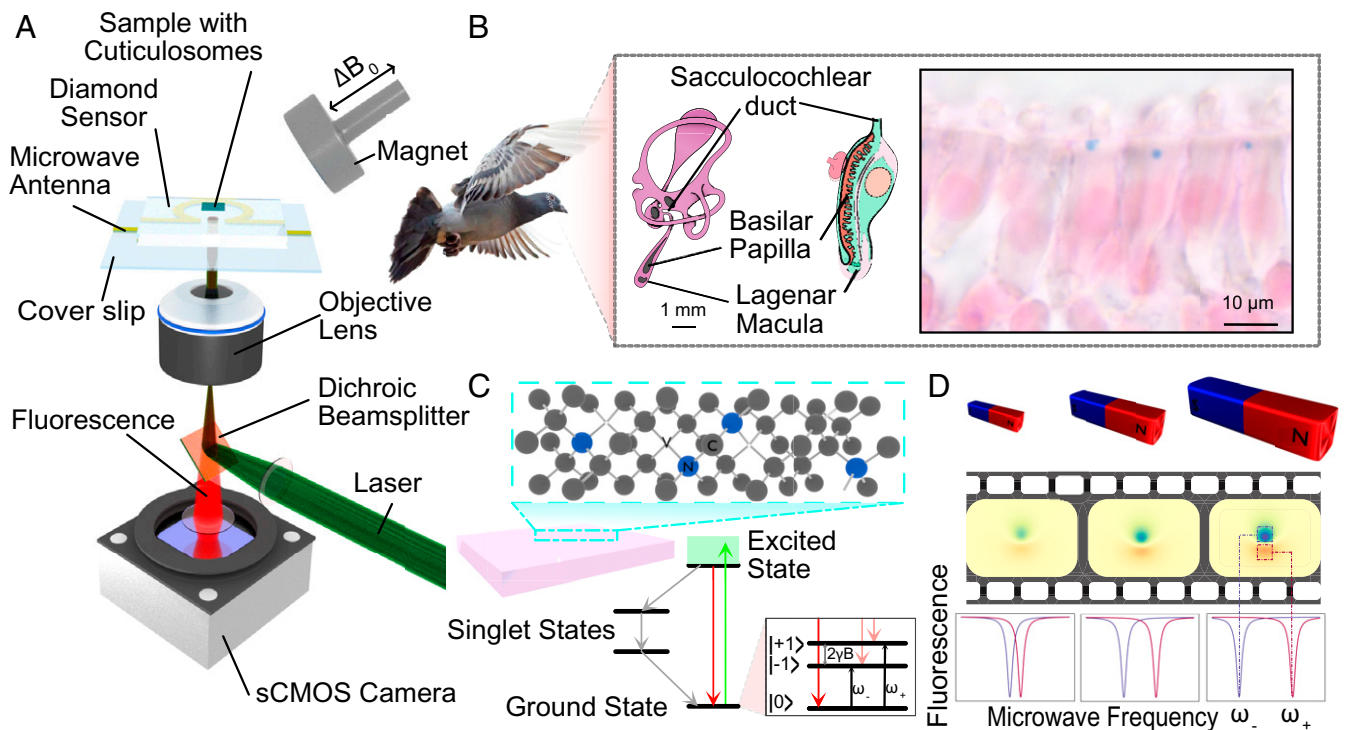 A
Sample with
Cuticulosomes
ΔB₀
Diamond
Sensor
Magnet
Microwave
Antenna
Cover slip
Objective
Lens
Dichroic
Beamsplitter
Fluorescence
Laser
sCMOS Camera
B
Sacculocochlear
duct
Basilar
Papilla
Lagenar
Macula
1 mm
10 µm
C
V
C
N
Excited
State
Singlet States
Ground State
|+1⟩
|-1⟩
|0⟩
2γB
ω₋
ω₊
D
N
N
N
Fluorescence
Microwave Frequency
ω₋
ω₊